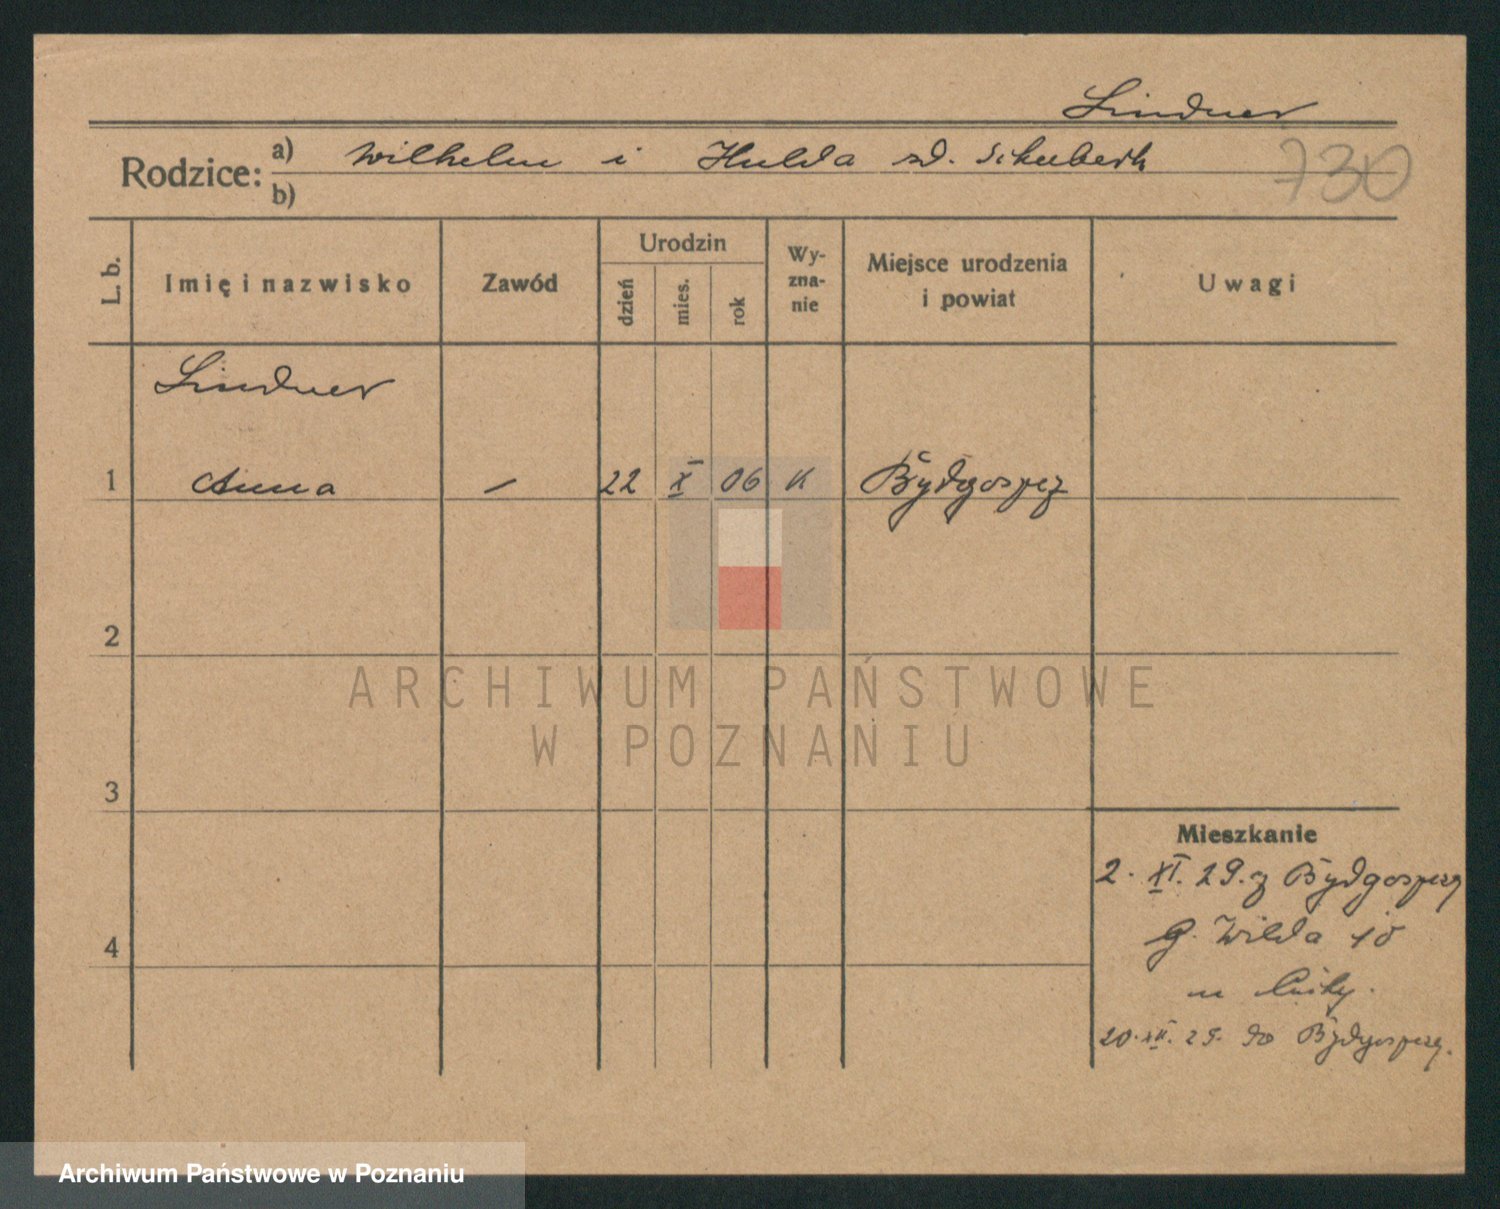 Lindner
Rodzice: a) Wilhelm i Hulda zd. Schubert
730
b)
L. b. Imię i nazwisko Zawód Urodzin dzień mies. rok Wy-zna-nie Miejsce urodzenia i powiat Uwagi
Lindner
1 Anna – 22 X 06 K Bydgoszcz
2
3
4
Mieszkanie
2. XI. 29. z Bydgoszczy
G. Wilda 10
u
20. XII. 29. do Bydgoszczy.
ARCHIWUM PAŃSTWOWE
W POZNANIU
Archiwum Państwowe w Poznaniu